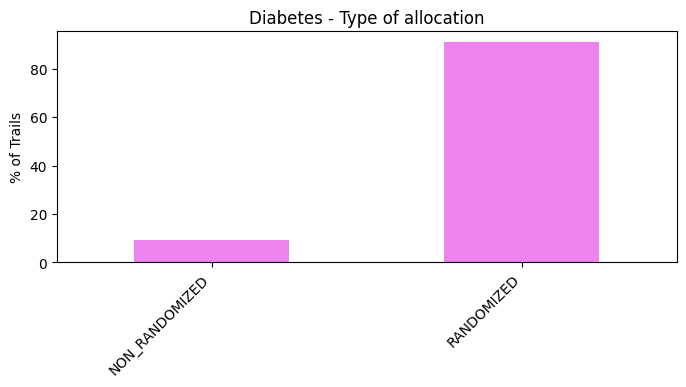 Diabetes - Type of allocation
% of Trails
80
60
40
20
0
NON_RANDOMIZED
RANDOMIZED